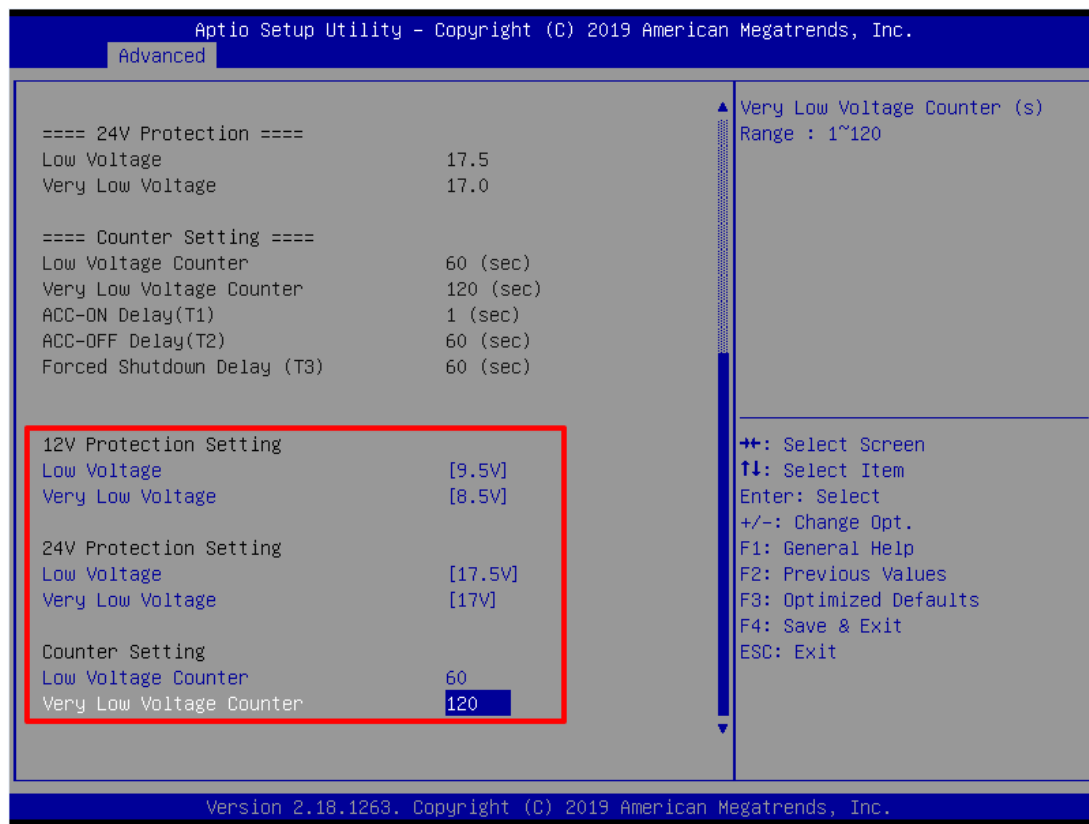 Aptio Setup Utility – Copyright (C) 2019 American Megatrends, Inc.
Advanced
==== 24V Protection ====
Low Voltage 17.5
Very Low Voltage 17.0
==== Counter Setting ====
Low Voltage Counter 60 (sec)
Very Low Voltage Counter 120 (sec)
ACC-ON Delay(T1) 1 (sec)
ACC-OFF Delay(T2) 60 (sec)
Forced Shutdown Delay (T3) 60 (sec)
12V Protection Setting
Low Voltage [9.5V]
Very Low Voltage [8.5V]
24V Protection Setting
Low Voltage [17.5V]
Very Low Voltage [17V]
Counter Setting
Low Voltage Counter 60
Very Low Voltage Counter 120
Very Low Voltage Counter (s)
Range : 1~120
→←: Select Screen
↑↓: Select Item
Enter: Select
+/-: Change Opt.
F1: General Help
F2: Previous Values
F3: Optimized Defaults
F4: Save & Exit
ESC: Exit
Version 2.18.1263. Copyright (C) 2019 American Megatrends, Inc.